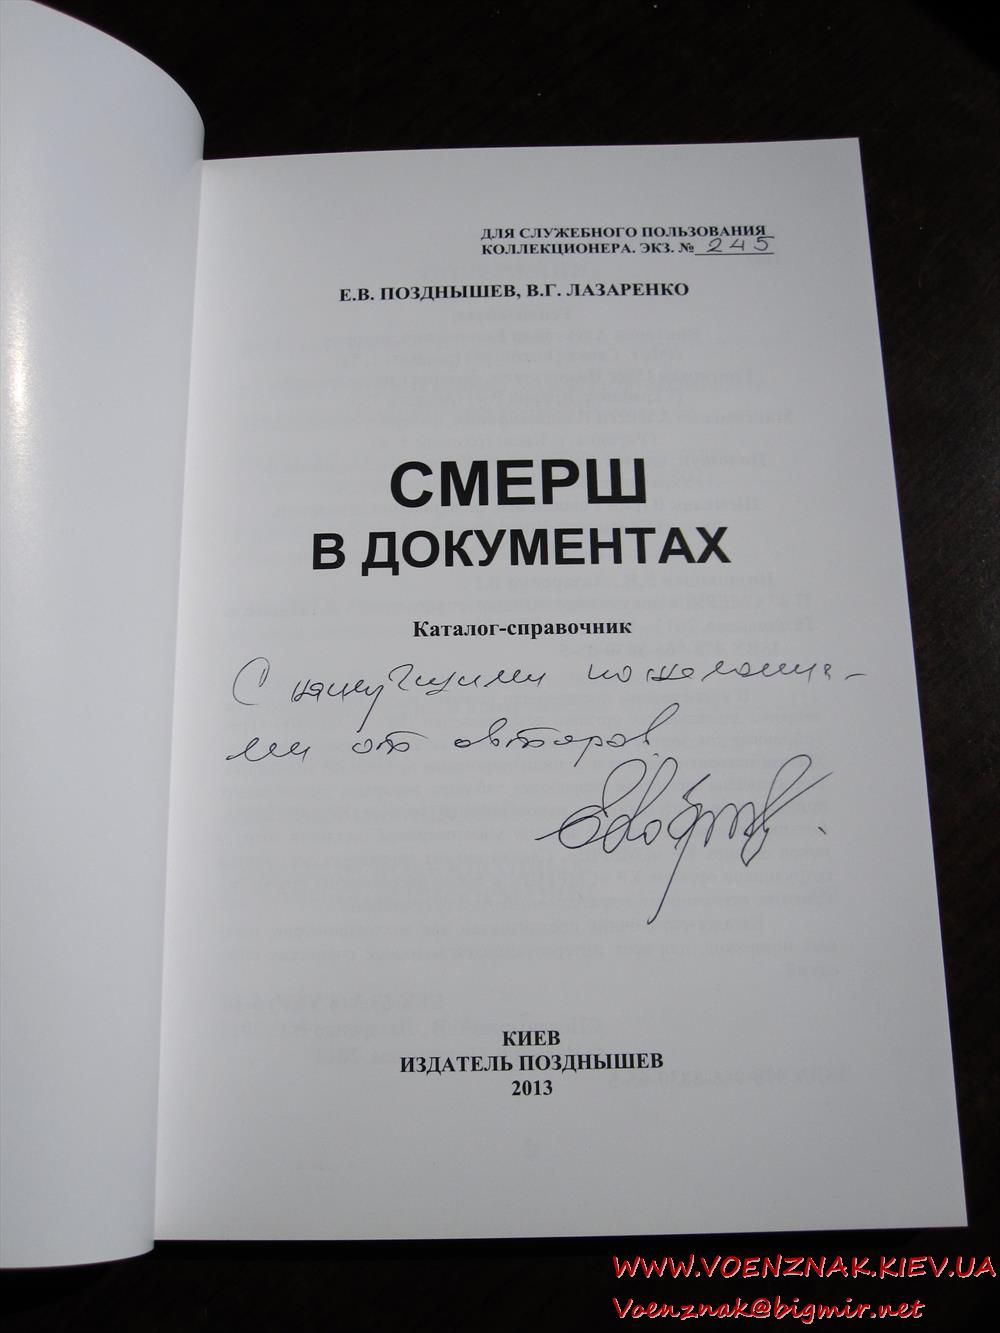 ДЛЯ СЛУЖЕБНОГО ПОЛЬЗОВАНИЯ
КОЛЛЕКЦИОНЕРА. ЭКЗ. № 245
Е.В. ПОЗДНЫШЕВ, В.Г. ЛАЗАРЕНКО
СМЕРШ
В ДОКУМЕНТАХ
Каталог-справочник
С наилучшими пожелания-
ми от авторов
КИЕВ
ИЗДАТЕЛЬ ПОЗДНЫШЕВ
2013
WWW.VOENZNAK.KIEV.UA
Voenznak@bigmir.net